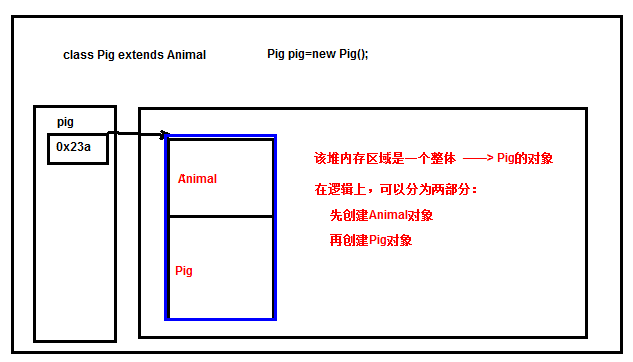 class Pig extends Animal Pig pig=new Pig();
pig
0x23a
Animal
Pig
该堆内存区域是一个整体 ——> Pig的对象
在逻辑上，可以分为两部分：
先创建Animal对象
再创建Pig对象